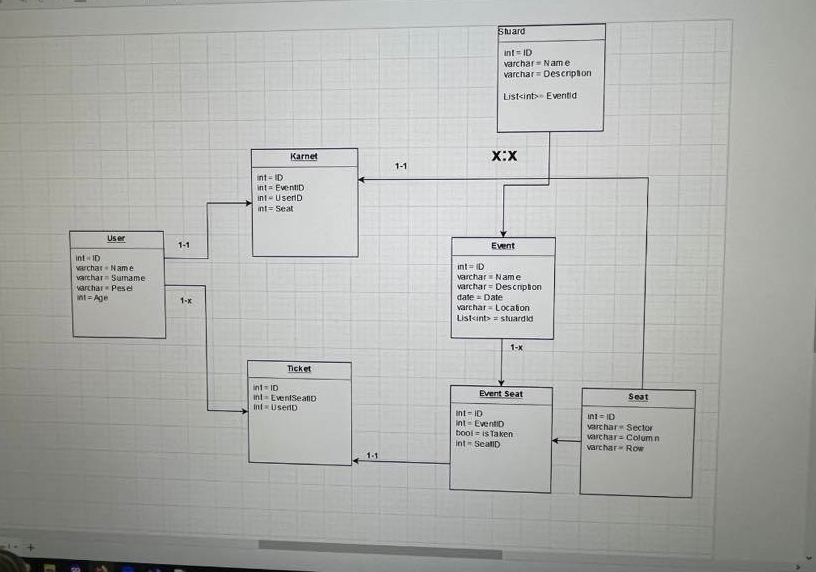 Stuard
int = ID
varchar = Name
varchar = Description
List<int> = EventId
X:X
1-1
Karnet
int = ID
int = EventID
int = UserID
int = Seat
User
int = ID
varchar = Name
varchar = Surname
varchar = Pesel
int = Age
1-1
1-x
Event
int = ID
varchar = Name
varchar = Description
date = Date
varchar = Location
List<int> = stuardId
1-x
Ticket
int = ID
int = EventSeatID
int = UserID
1-1
Event Seat
int = ID
int = EventID
bool = isTaken
int = SeatID
Seat
int = ID
varchar = Sector
varchar = Column
varchar = Row